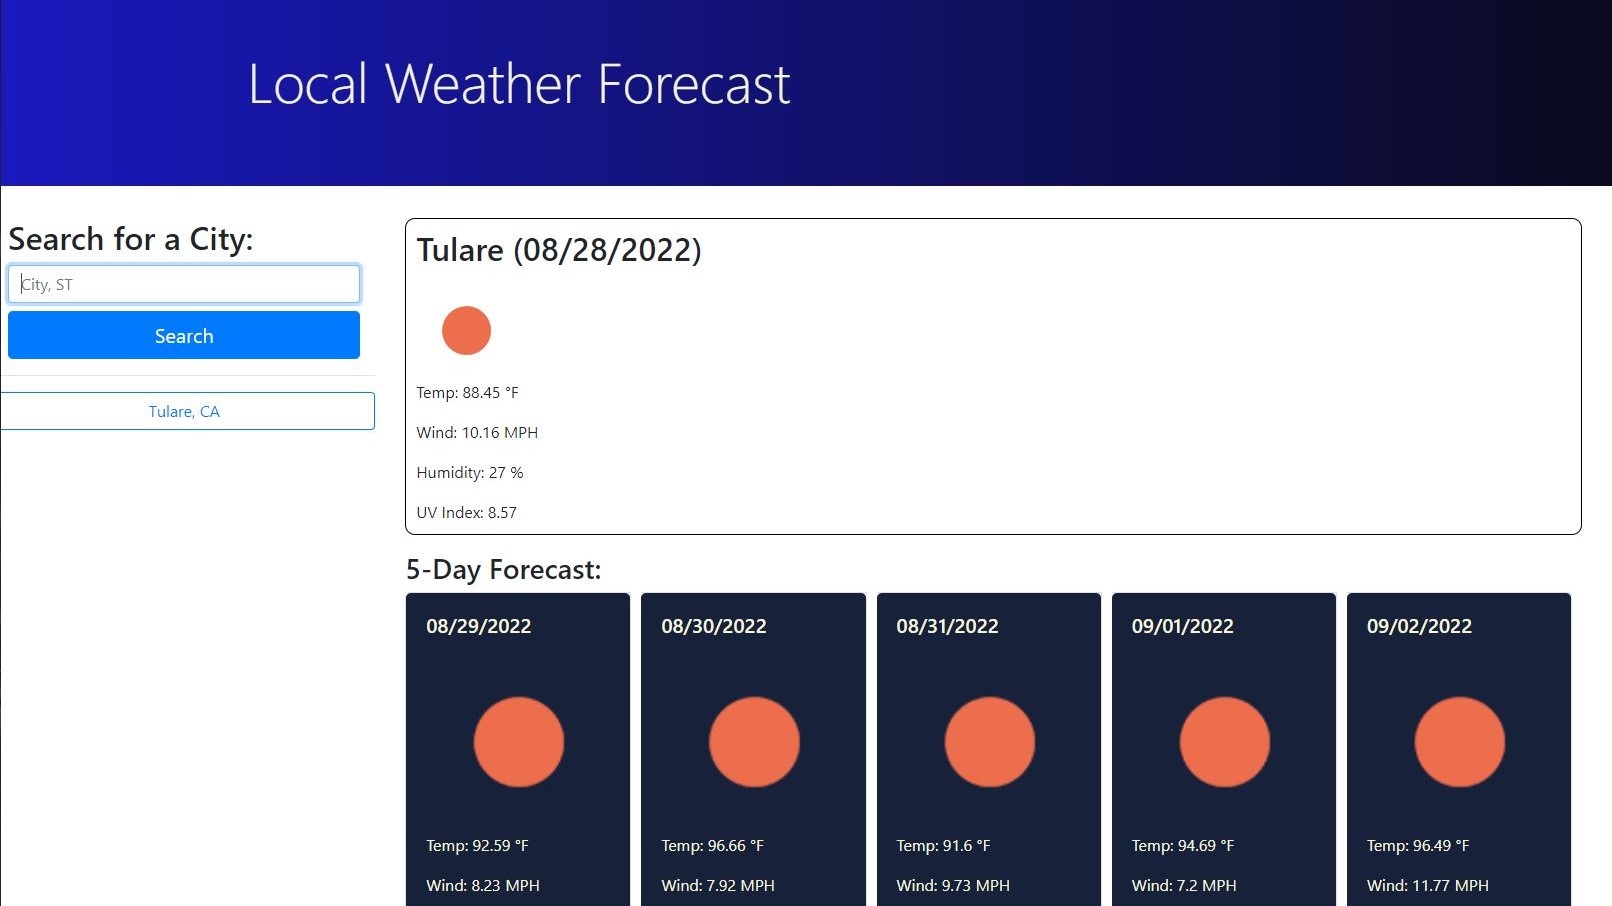 Local Weather Forecast
Search for a City:
City, ST
Search
Tulare, CA
Tulare (08/28/2022)
Temp: 88.45 °F
Wind: 10.16 MPH
Humidity: 27 %
UV Index: 8.57
5-Day Forecast:
08/29/2022
Temp: 92.59 °F
Wind: 8.23 MPH
08/30/2022
Temp: 96.66 °F
Wind: 7.92 MPH
08/31/2022
Temp: 91.6 °F
Wind: 9.73 MPH
09/01/2022
Temp: 94.69 °F
Wind: 7.2 MPH
09/02/2022
Temp: 96.49 °F
Wind: 11.77 MPH